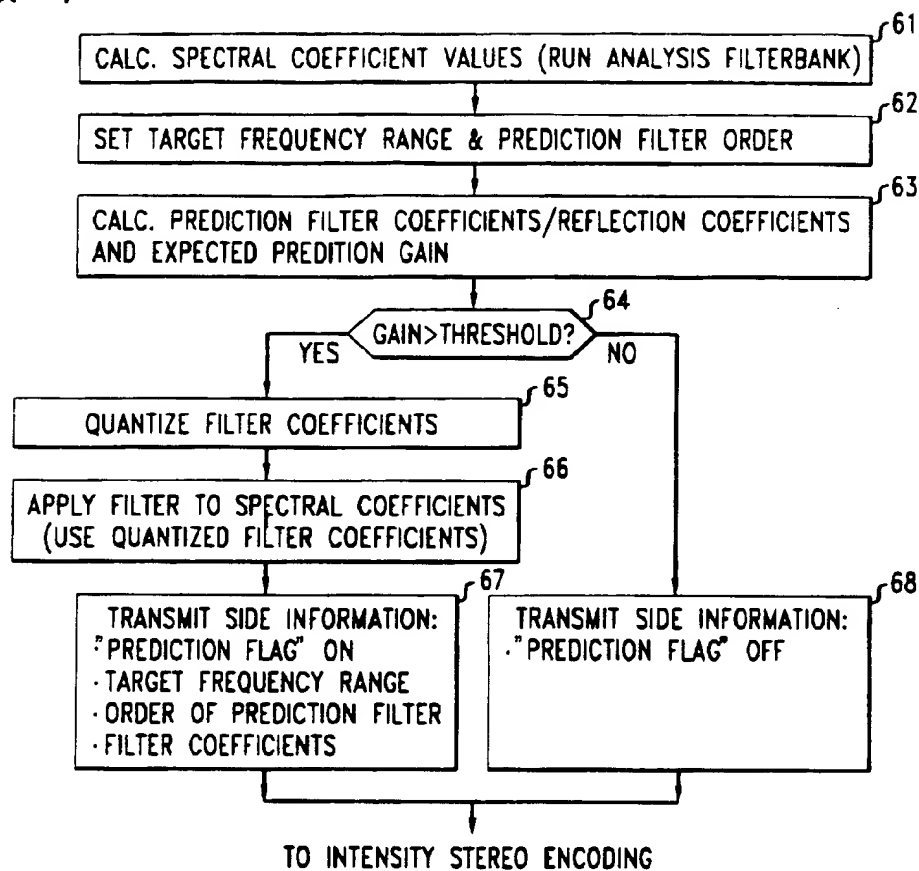 61
CALC. SPECTRAL COEFFICIENT VALUES (RUN ANALYSIS FILTERBANK)
62
SET TARGET FREQUENCY RANGE & PREDICTION FILTER ORDER
63
CALC. PREDICTION FILTER COEFFICIENTS/REFLECTION COEFFICIENTS
AND EXPECTED PREDITION GAIN
64
GAIN>THRESHOLD?
YES
NO
65
QUANTIZE FILTER COEFFICIENTS
66
APPLY FILTER TO SPECTRAL COEFFICIENTS
(USE QUANTIZED FILTER COEFFICIENTS)
67
TRANSMIT SIDE INFORMATION:
·"PREDICTION FLAG" ON
·TARGET FREQUENCY RANGE
·ORDER OF PREDICTION FILTER
·FILTER COEFFICIENTS
68
TRANSMIT SIDE INFORMATION:
·"PREDICTION FLAG" OFF
TO INTENSITY STEREO ENCODING